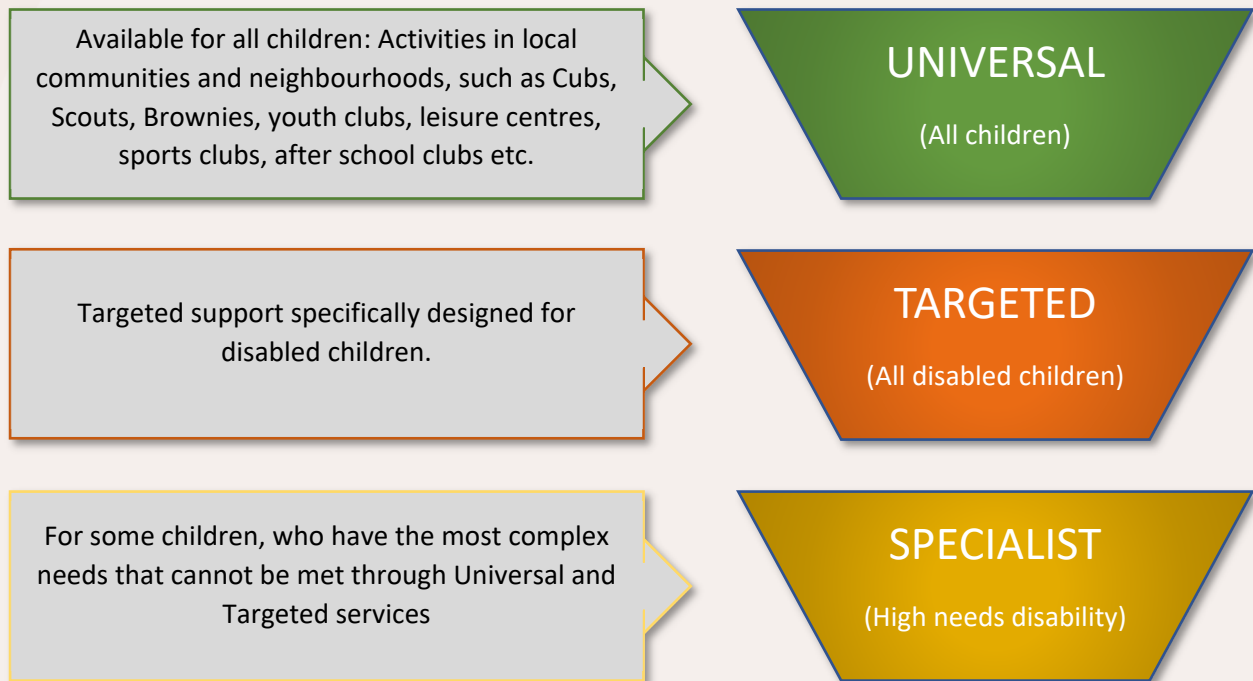 Available for all children: Activities in local
communities and neighbourhoods, such as Cubs,
Scouts, Brownies, youth clubs, leisure centres,
sports clubs, after school clubs etc.
UNIVERSAL
(All children)
Targeted support specifically designed for
disabled children.
TARGETED
(All disabled children)
For some children, who have the most complex
needs that cannot be met through Universal and
Targeted services
SPECIALIST
(High needs disability)